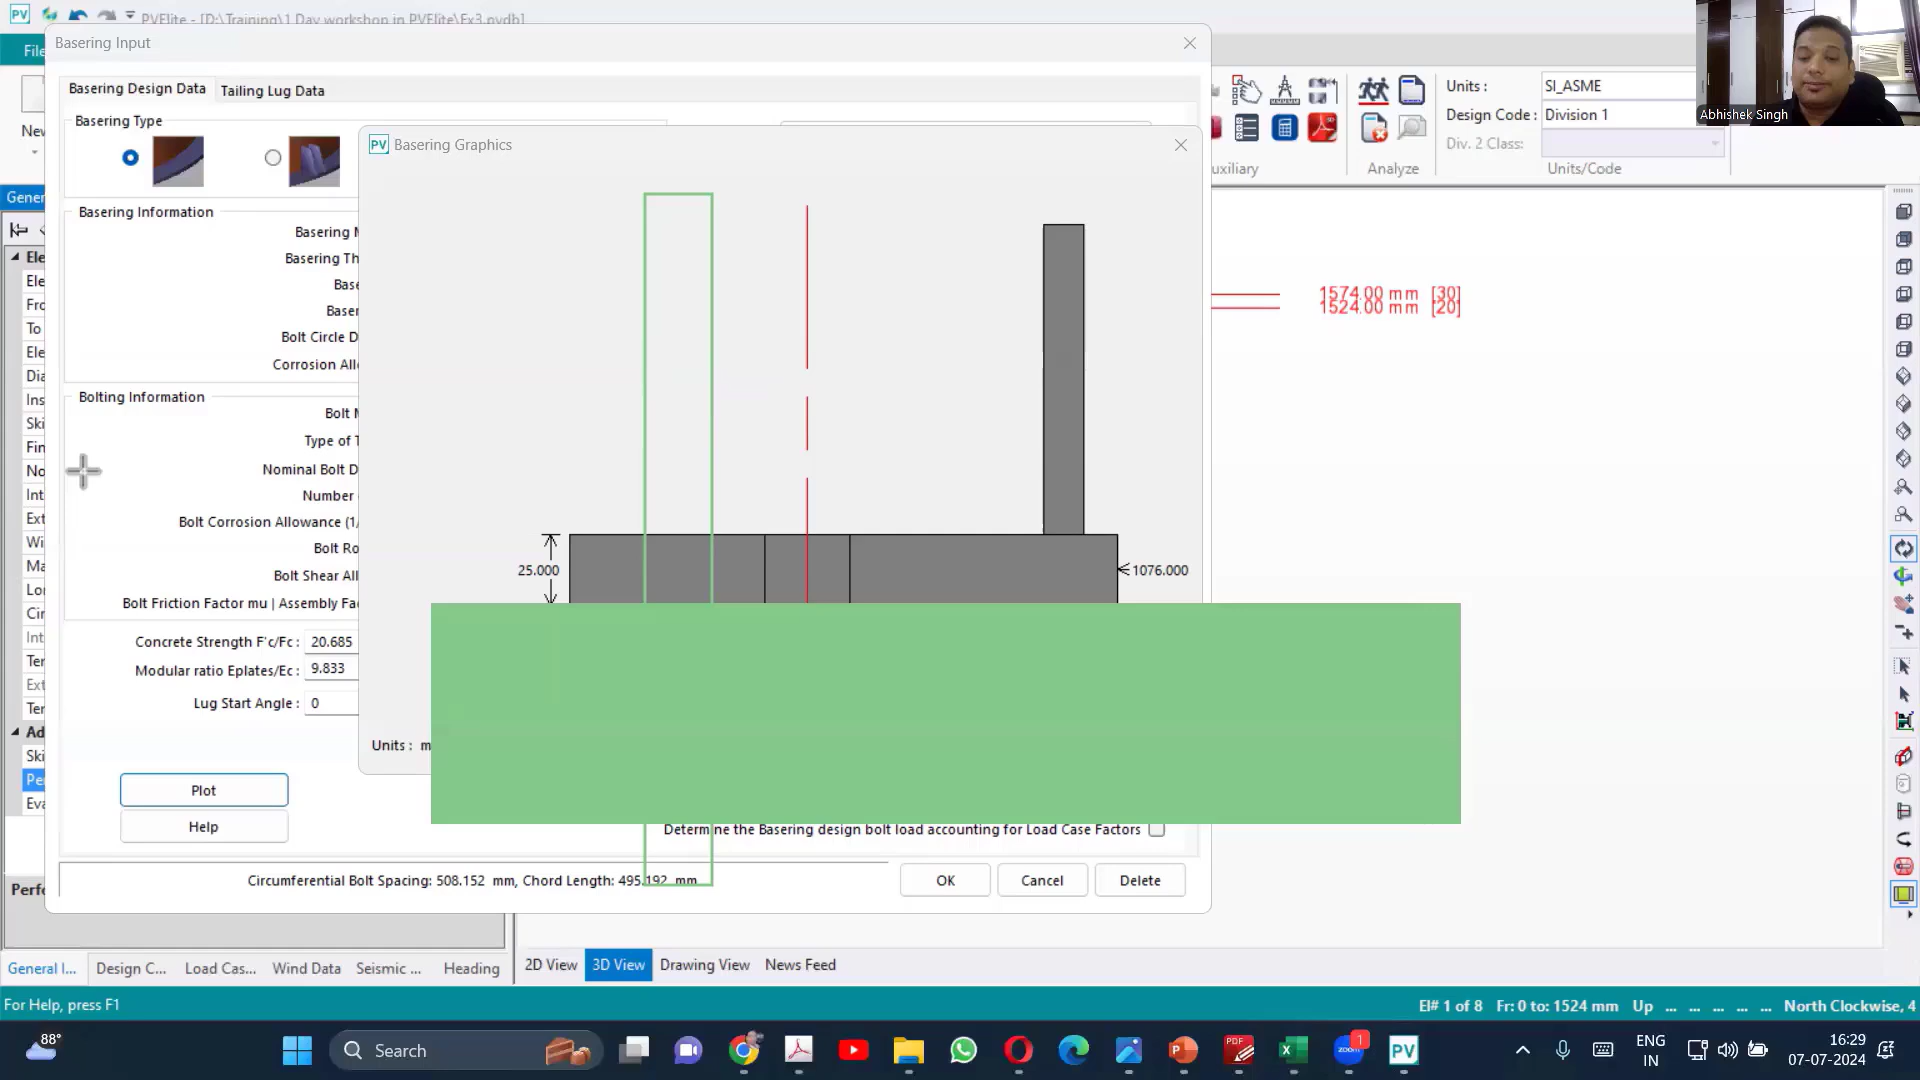 PVElite - [D:\Training\1 Day workshop in PVElite\Ex3.pvdb]
File
Basering Input
Basering Design Data
Tailing Lug Data
Basering Type
New
Basering Graphics
Units :
SI_ASME
Design Code :
Division 1
Div. 2 Class:
Analyze
Units/Code
Abhishek Singh
Basering Information
Basering
Basering
Bolt Circle
Bolting Information
Bolt
Type of
Nominal Bolt
Number
Bolt Corrosion Allowance
Bolt
Bolt Shear
Bolt Friction Factor mu | Assembly
Concrete Strength F'c/Fc :
20.685
Modular ratio Eplates/Ec :
9.833
Lug Start Angle :
0
Units :
Plot
Help
25.000
1076.000
1574.00 mm [30]
1524.00 mm [20]
Determine the Basering design bolt load accounting for Load Case Factors
Circumferential Bolt Spacing: 508.152 mm, Chord Length: 495.192 mm
OK
Cancel
Delete
General I...
Design C...
Load Cas...
Wind Data
Seismic ...
Heading
2D View
3D View
Drawing View
News Feed
For Help, press F1
El# 1 of 8
Fr: 0 to: 1524 mm
Up
...
...
...
...
...
North Clockwise, 4
88°
Search
zoom
1
PV
ENG
IN
16:29
07-07-2024